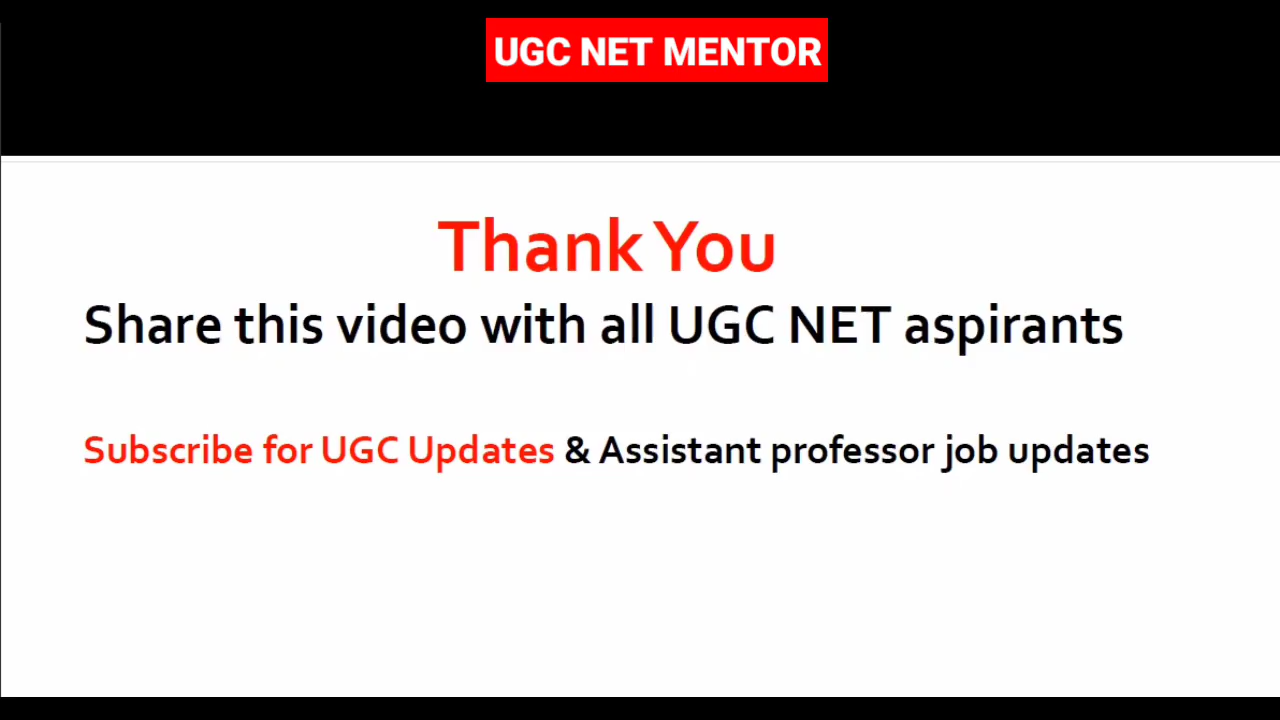 UGC NET MENTOR
Thank You
Share this video with all UGC NET aspirants
Subscribe for UGC Updates & Assistant professor job updates